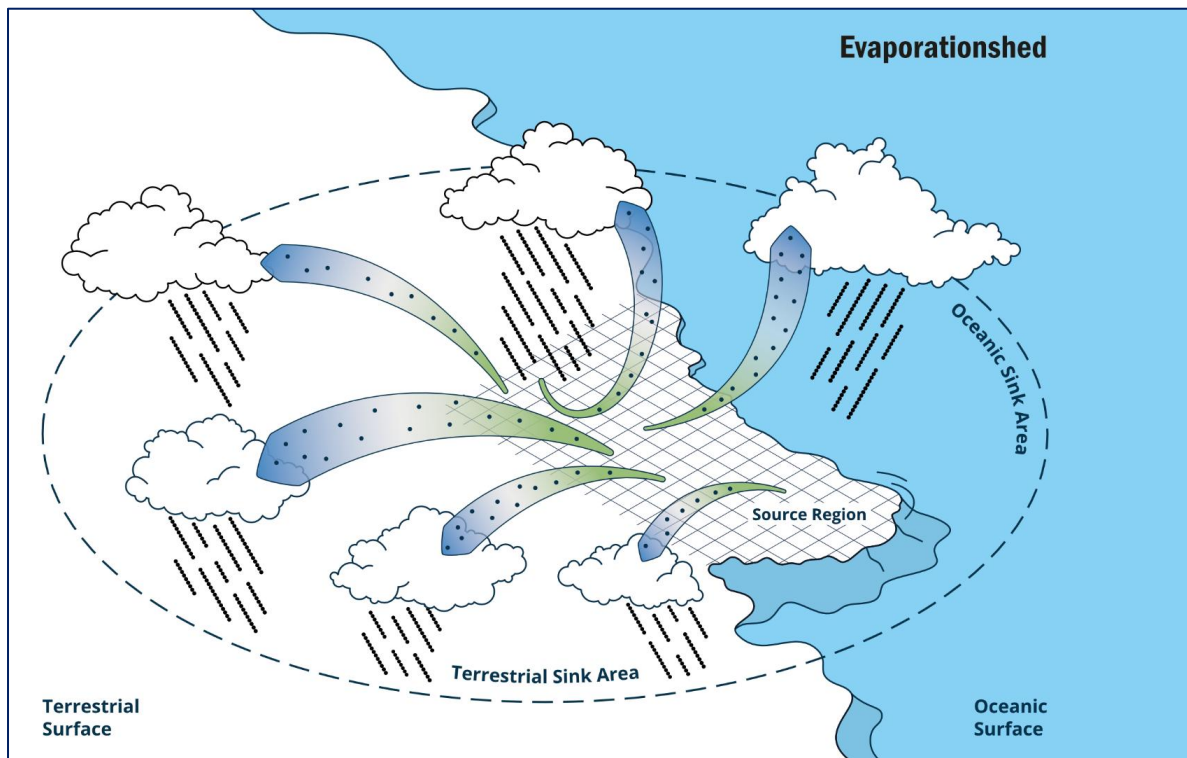 Evaporationshed
Oceanic Sink Area
Source Region
Terrestrial Sink Area
Terrestrial
Surface
Oceanic
Surface